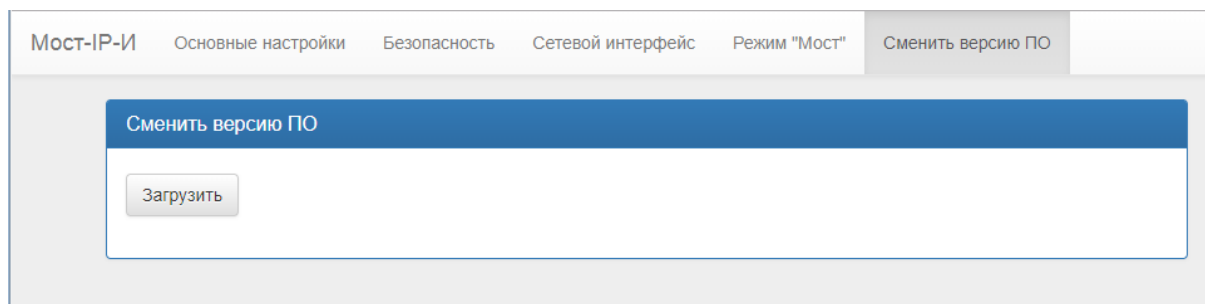 Мост-IP-И Основные настройки Безопасность Сетевой интерфейс Режим "Мост" Сменить версию ПО
Сменить версию ПО
Загрузить